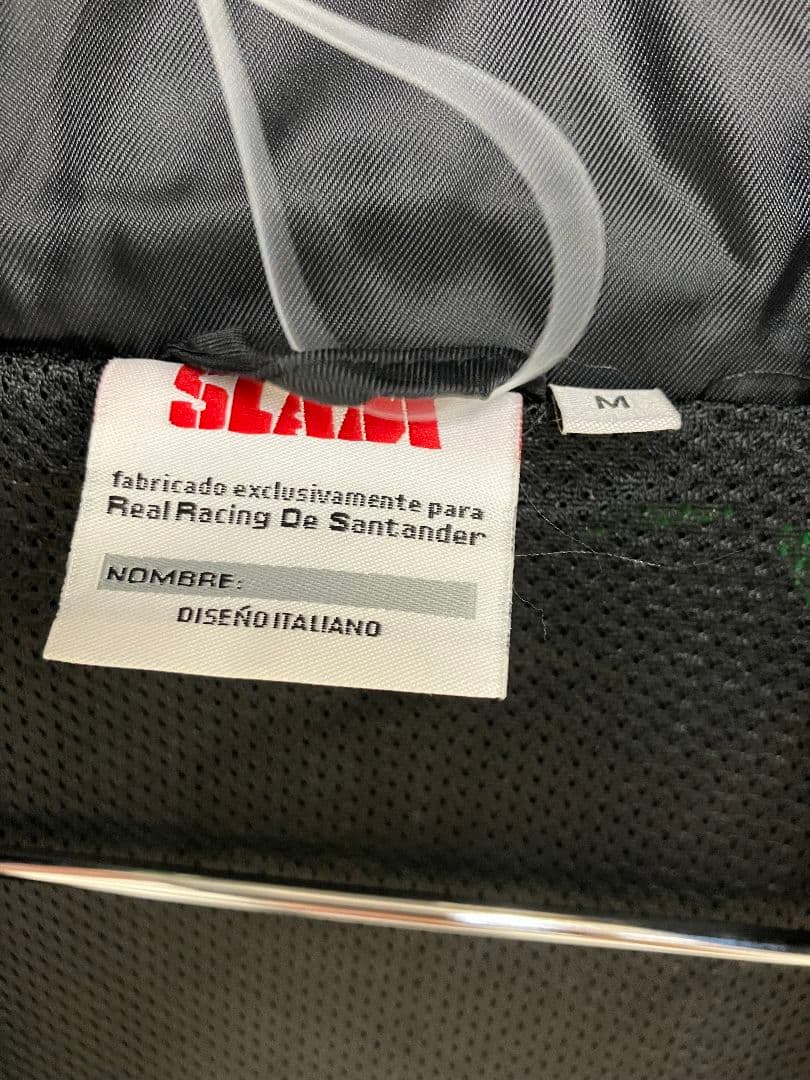 SLAM
M
fabricado exclusivamente para
Real Racing De Santander
NOMBRE:
DISEÑO ITALIANO